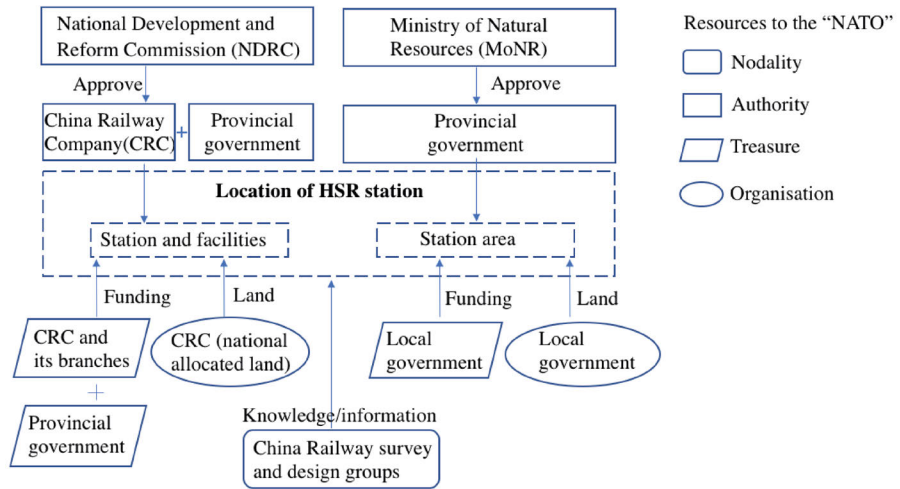 National Development and
Reform Commission (NDRC)
Ministry of Natural
Resources (MoNR)
Resources to the “NATO”
Nodality
Authority
Treasure
Organisation
Approve
Approve
China Railway
Company(CRC)
+
Provincial
government
Provincial
government
Location of HSR station
Station and facilities
Station area
Funding
Land
Funding
Land
CRC and
its branches
CRC (national
allocated land)
Local
government
Local
government
+
Provincial
government
Knowledge/information
China Railway survey
and design groups